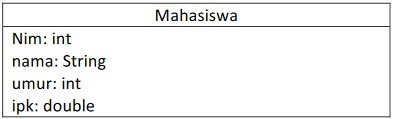 Mahasiswa
Nim: int
nama: String
umur: int
ipk: double